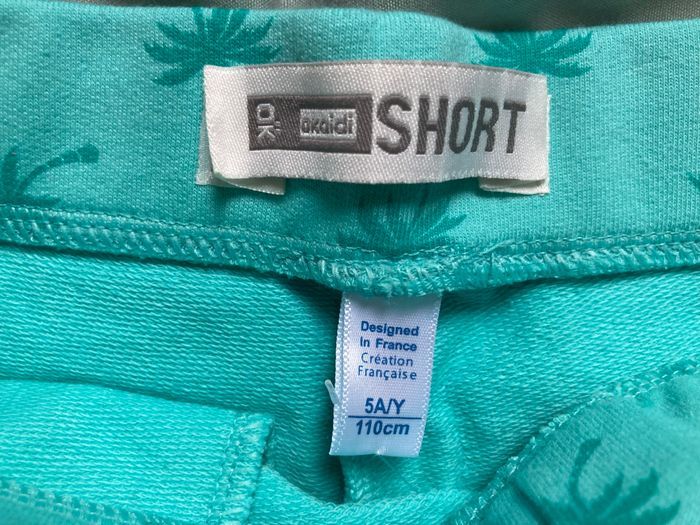 OK okaidi SHORT
Designed
In France
Création
Française
5A/Y
110cm